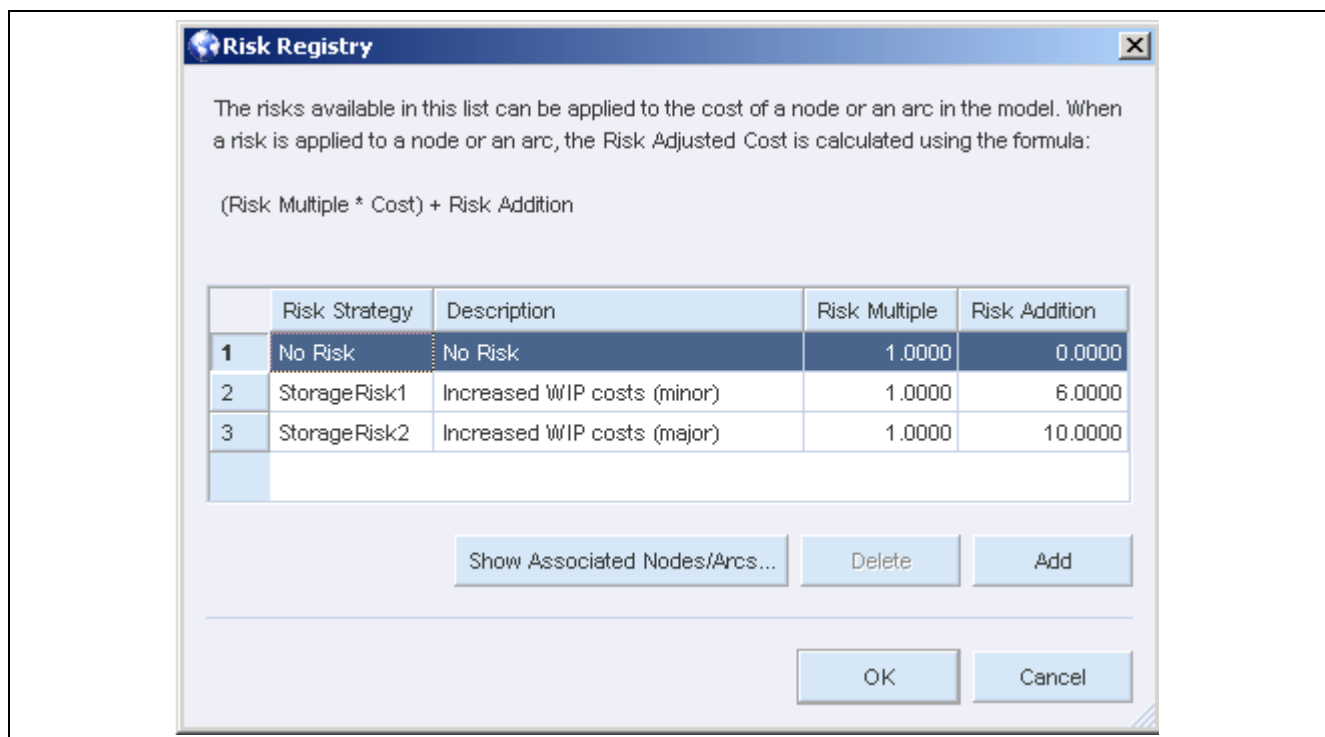 Risk Registry
The risks available in this list can be applied to the cost of a node or an arc in the model. When
a risk is applied to a node or an arc, the Risk Adjusted Cost is calculated using the formula:
(Risk Multiple * Cost) + Risk Addition
Risk Strategy Description Risk Multiple Risk Addition
1 No Risk No Risk 1.0000 0.0000
2 StorageRisk1 Increased WIP costs (minor) 1.0000 6.0000
3 StorageRisk2 Increased WIP costs (major) 1.0000 10.0000
Show Associated Nodes/Arcs... Delete Add
OK Cancel